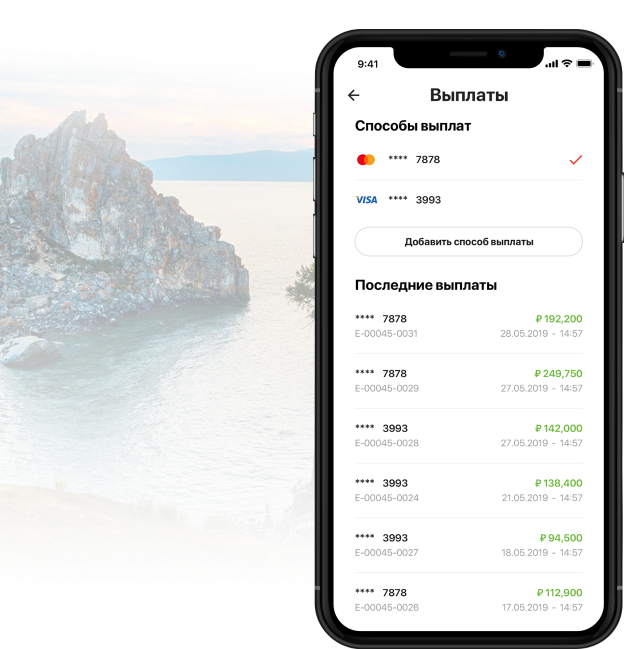 9:41
Выплаты
Способы выплат
**** 7878
VISA **** 3993
Добавить способ выплаты
Последние выплаты
**** 7878 ₽ 192,200
E-00045-0031 28.05.2019 - 14:57
**** 7878 ₽ 249,750
E-00045-0029 27.05.2019 - 14:57
**** 3993 ₽ 142,000
E-00045-0028 27.05.2019 - 14:57
**** 3993 ₽ 138,400
E-00045-0024 21.05.2019 - 14:57
**** 3993 ₽ 94,500
E-00045-0027 18.05.2019 - 14:57
**** 7878 ₽ 112,900
E-00045-0026 17.05.2019 - 14:57